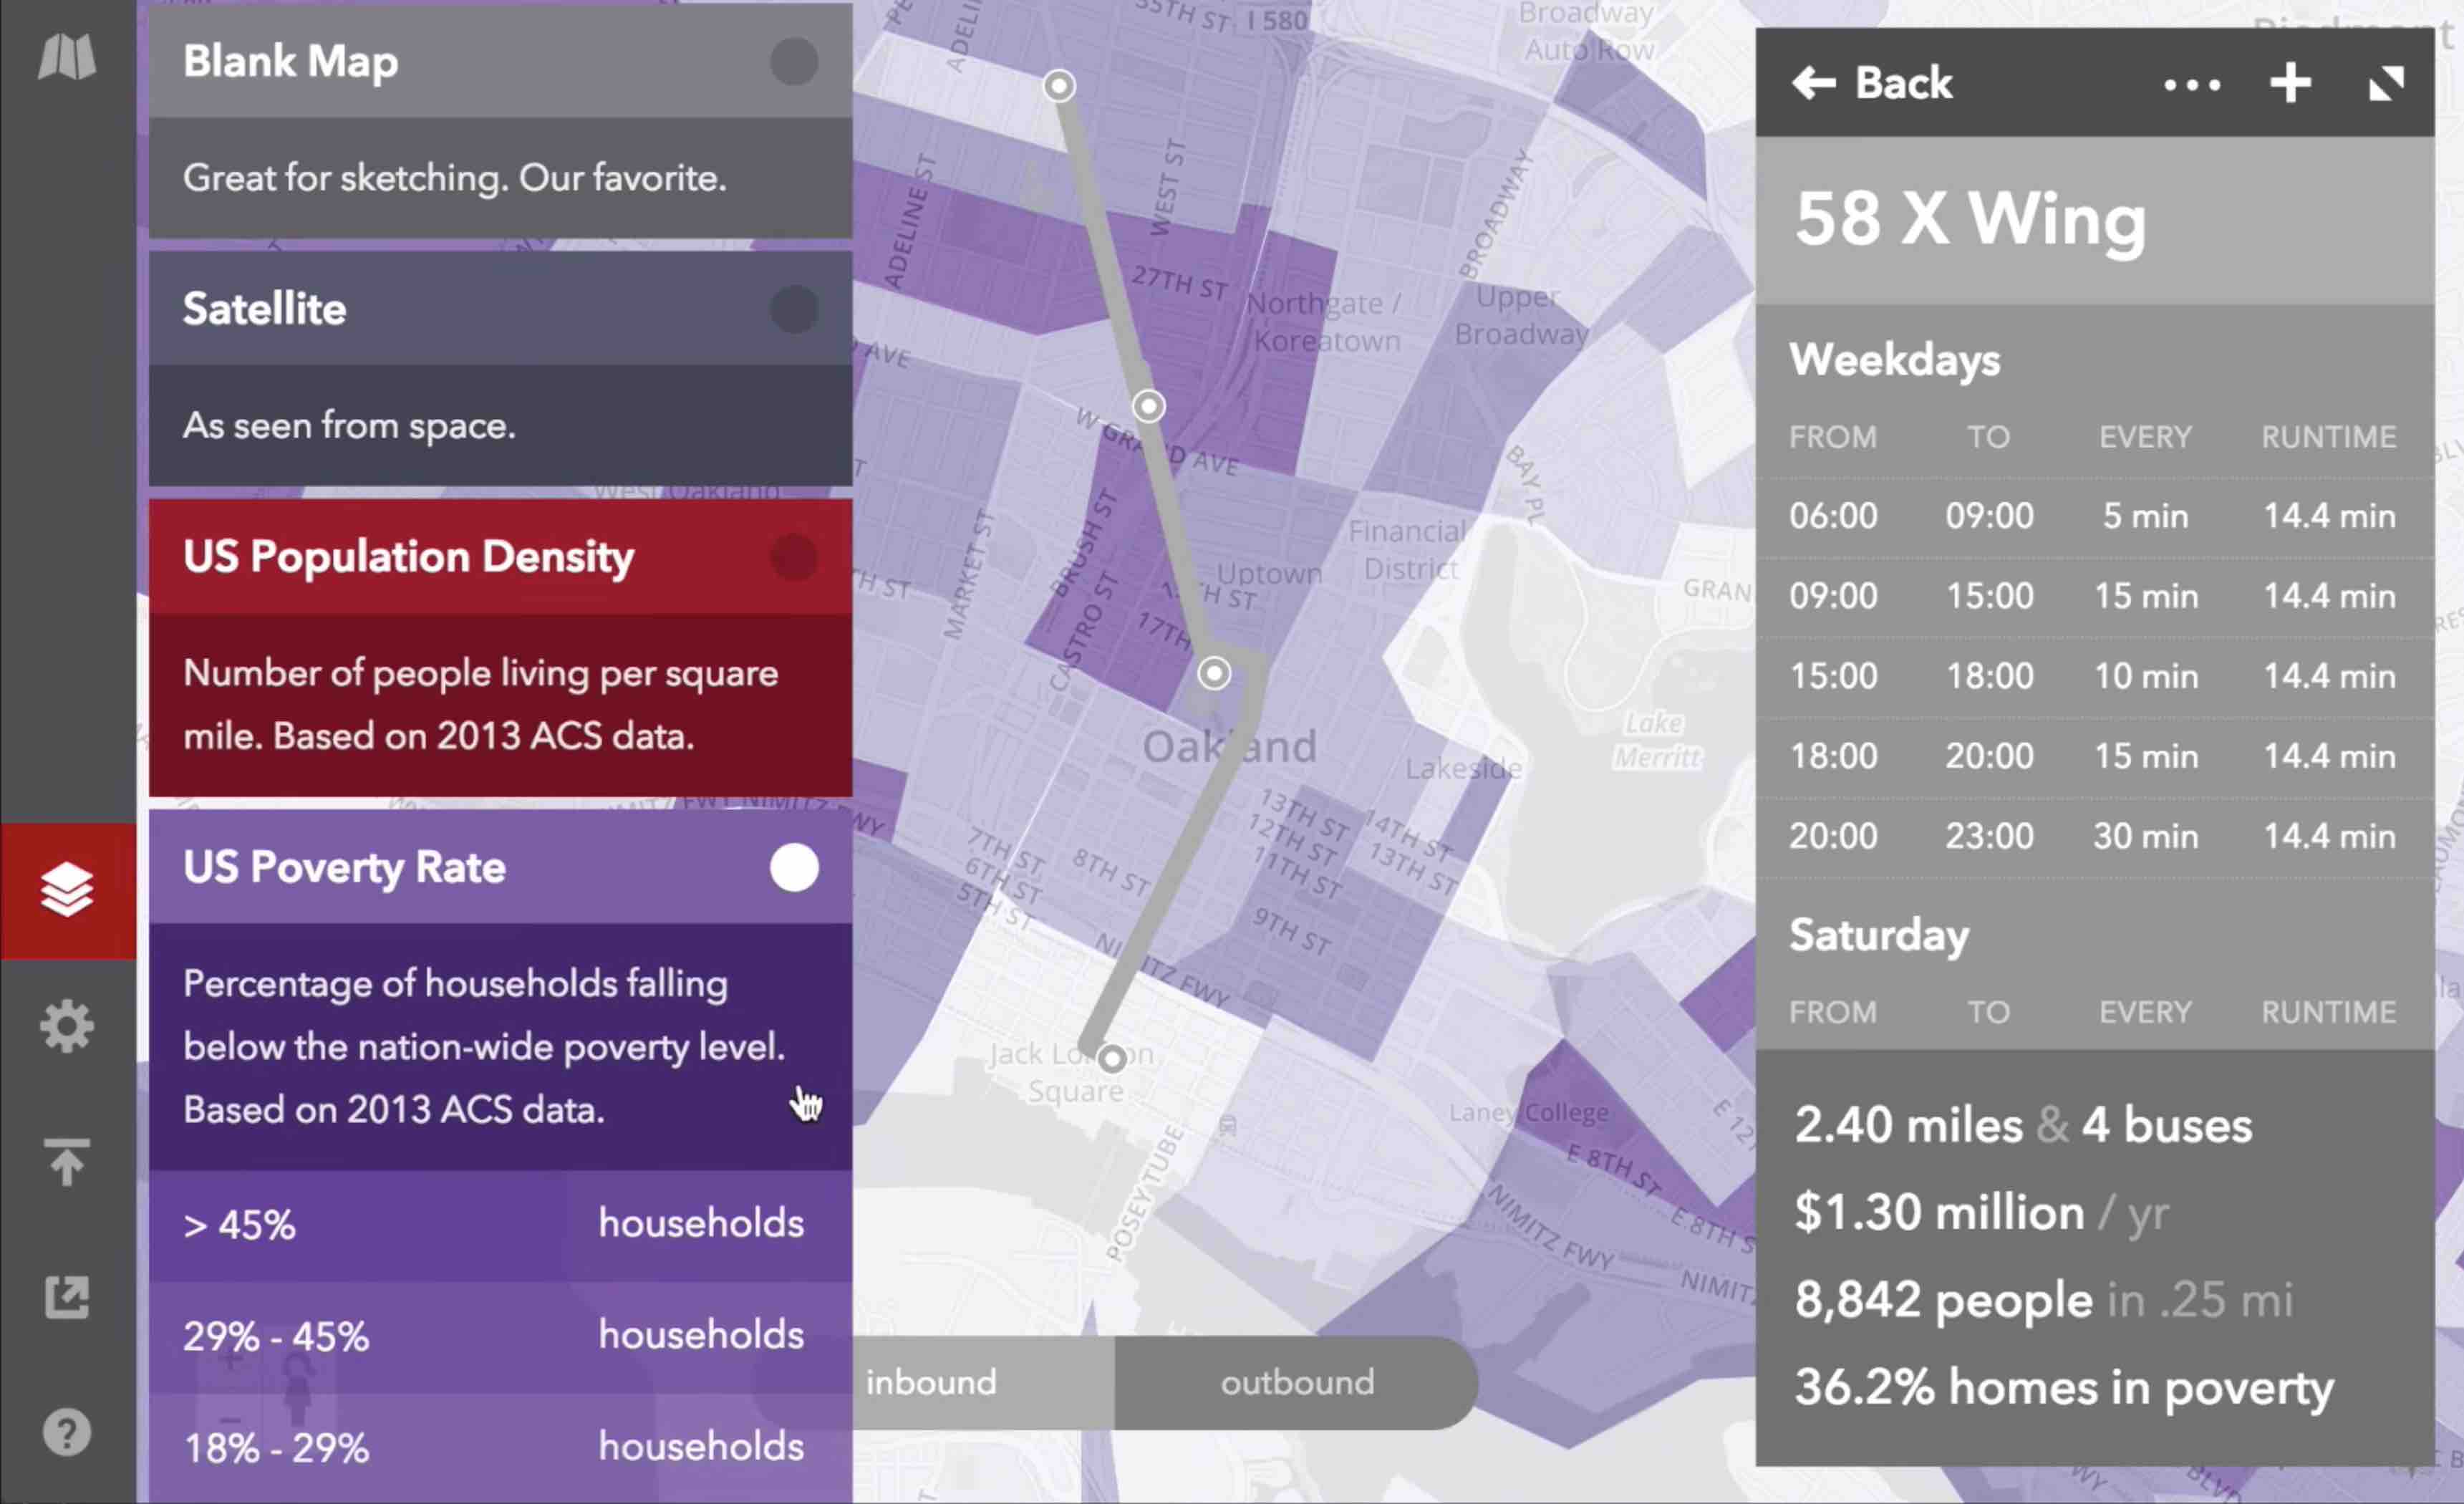 Blank Map
Great for sketching. Our favorite.
Satellite
As seen from space.
US Population Density
Number of people living per square
mile. Based on 2013 ACS data.
US Poverty Rate
Percentage of households falling
below the nation-wide poverty level.
Based on 2013 ACS data.
> 45% households
29% - 45% households
18% - 29% households
35TH ST
I 580
Broadway
Auto Row
WEST ST
ADELINE ST
BROADWAY
27TH ST
Northgate /
Koreatown
Upper
Broadway
AVE
W GRAND AVE
BAY PL
BRUSH ST
MARKET ST
CASTRO ST
Financial
District
Uptown
17TH
GRAN
Lake
Merritt
Oakland
Lakeside
West Oakland
NIMITZ FWY
13TH ST
12TH ST
11TH ST
14TH ST
13TH ST
7TH ST
6TH ST
5TH ST
8TH ST
9TH ST
NIMITZ FWY
Jack London
Square
Laney College
POSEY TUBE
E 8TH ST
E 8TH S
E 12
NIMITZ FWY
NIMITZ
inbound
outbound
Back
58 X Wing
Weekdays
FROM TO EVERY RUNTIME
06:00 09:00 5 min 14.4 min
09:00 15:00 15 min 14.4 min
15:00 18:00 10 min 14.4 min
18:00 20:00 15 min 14.4 min
20:00 23:00 30 min 14.4 min
Saturday
FROM TO EVERY RUNTIME
2.40 miles & 4 buses
$1.30 million / yr
8,842 people in .25 mi
36.2% homes in poverty